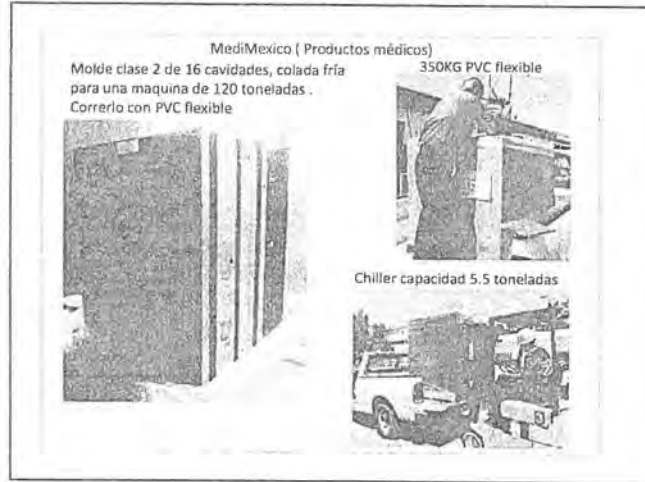 MediMexico ( Productos médicos)
Molde clase 2 de 16 cavidades, colada fría
para una maquina de 120 toneladas .
Correrlo con PVC flexible
350KG PVC flexible
Chiller capacidad 5.5 toneladas